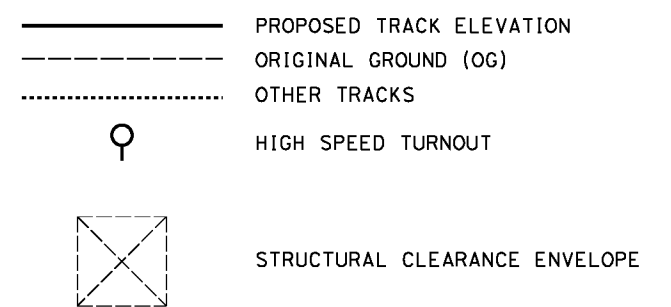 PROPOSED TRACK ELEVATION
ORIGINAL GROUND (OG)
OTHER TRACKS
HIGH SPEED TURNOUT
STRUCTURAL CLEARANCE ENVELOPE